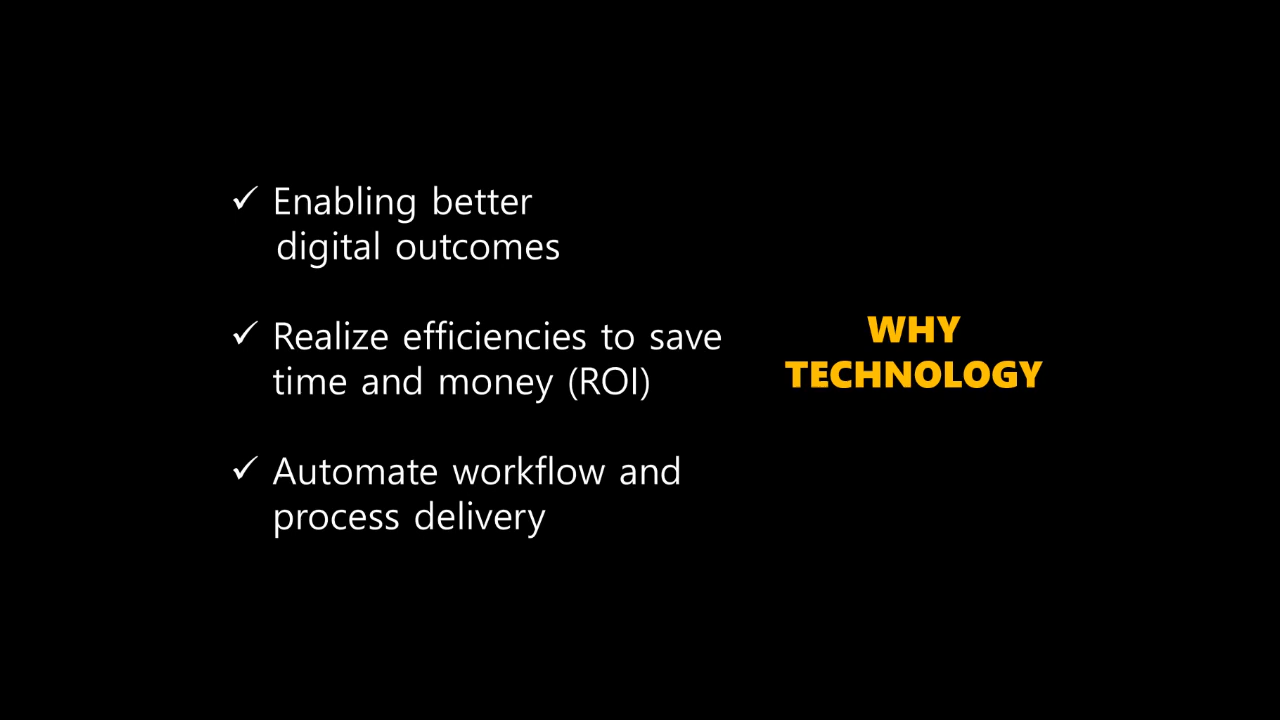 ✓ Enabling better
digital outcomes
✓ Realize efficiencies to save
time and money (ROI)
✓ Automate workflow and
process delivery
WHY
TECHNOLOGY